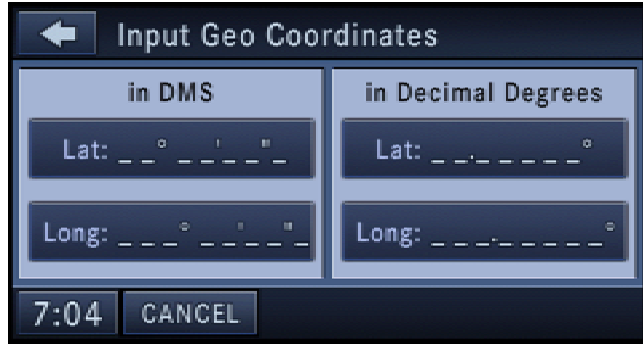 Input Geo Coordinates
in DMS
Lat: _ _° _ _' _ _" _
Long: _ _ _° _ _' _ _" _
in Decimal Degrees
Lat: _ _._ _ _ _ _°
Long: _ _ _._ _ _ _ _°
7:04 CANCEL